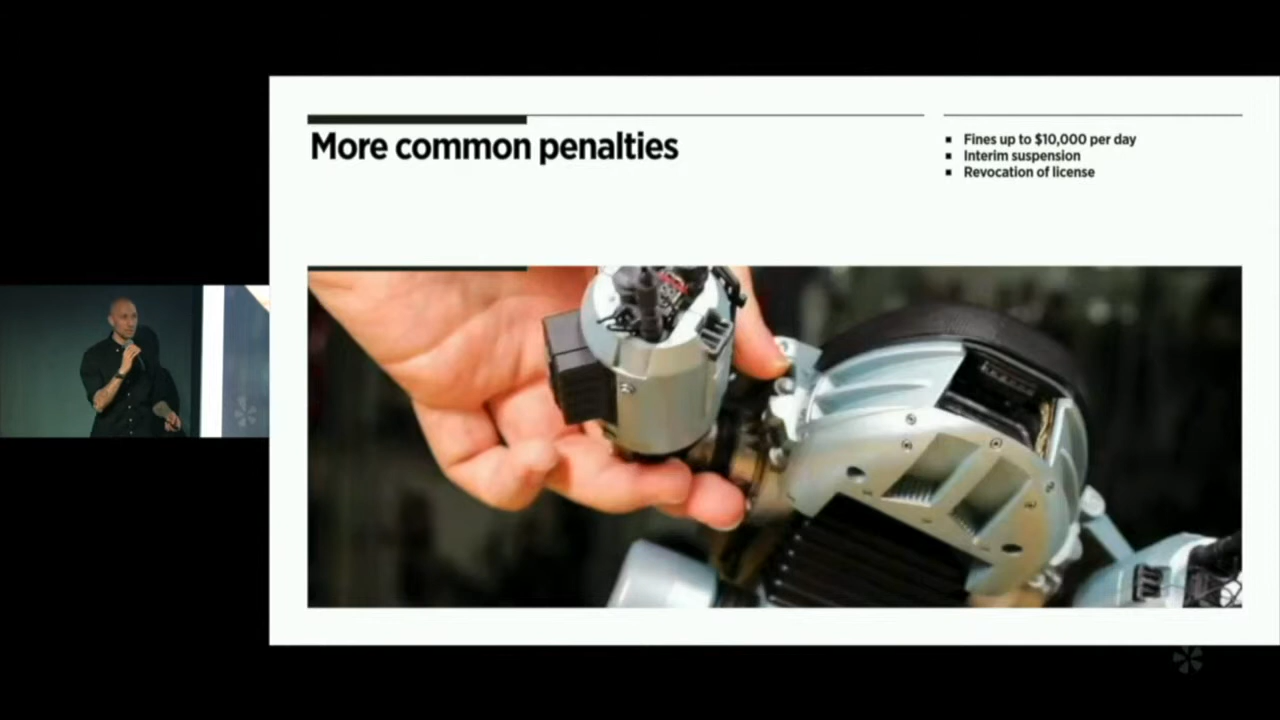 More common penalties
Fines up to $10,000 per day
Interim suspension
Revocation of license